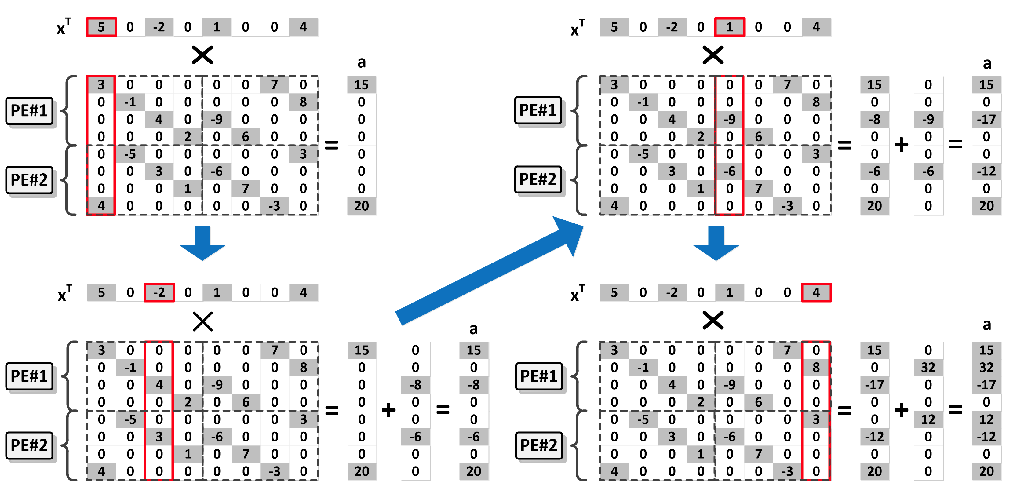 x^T 5 0 -2 0 1 0 0 4
×
a
3 0 0 0 0 0 7 0 15
0 -1 0 0 0 0 0 8 0
PE#1
0 0 4 0 -9 0 0 0 0
0 0 0 2 0 6 0 0 0
=
0 -5 0 0 0 0 0 3 0
0 0 3 0 -6 0 0 0 0
PE#2
0 0 0 1 0 7 0 0 0
4 0 0 0 0 0 -3 0 20
x^T 5 0 -2 0 1 0 0 4
×
a
3 0 0 0 0 0 7 0 15 0 15
0 -1 0 0 0 0 0 8 0 0 0
PE#1
0 0 4 0 -9 0 0 0 0 -8 -8
0 0 0 2 0 6 0 0 0 0 0
= + =
0 -5 0 0 0 0 0 3 0 0 0
0 0 3 0 -6 0 0 0 0 -6 -6
PE#2
0 0 0 1 0 7 0 0 0 0 0
4 0 0 0 0 0 -3 0 20 0 20
x^T 5 0 -2 0 1 0 0 4
×
a
3 0 0 0 0 0 7 0 15 0 15
0 -1 0 0 0 0 0 8 0 0 0
PE#1
0 0 4 0 -9 0 0 0 -8 -9 -17
0 0 0 2 0 6 0 0 0 0 0
= + =
0 -5 0 0 0 0 0 3 0 0 0
0 0 3 0 -6 0 0 0 -6 -6 -12
PE#2
0 0 0 1 0 7 0 0 0 0 0
4 0 0 0 0 0 -3 0 20 0 20
x^T 5 0 -2 0 1 0 0 4
×
a
3 0 0 0 0 0 7 0 15 0 15
0 -1 0 0 0 0 0 8 0 32 32
PE#1
0 0 4 0 -9 0 0 0 -17 0 -17
0 0 0 2 0 6 0 0 0 0 0
= + =
0 -5 0 0 0 0 0 3 0 12 12
0 0 3 0 -6 0 0 0 -12 0 -12
PE#2
0 0 0 1 0 7 0 0 0 0 0
4 0 0 0 0 0 -3 0 20 0 20